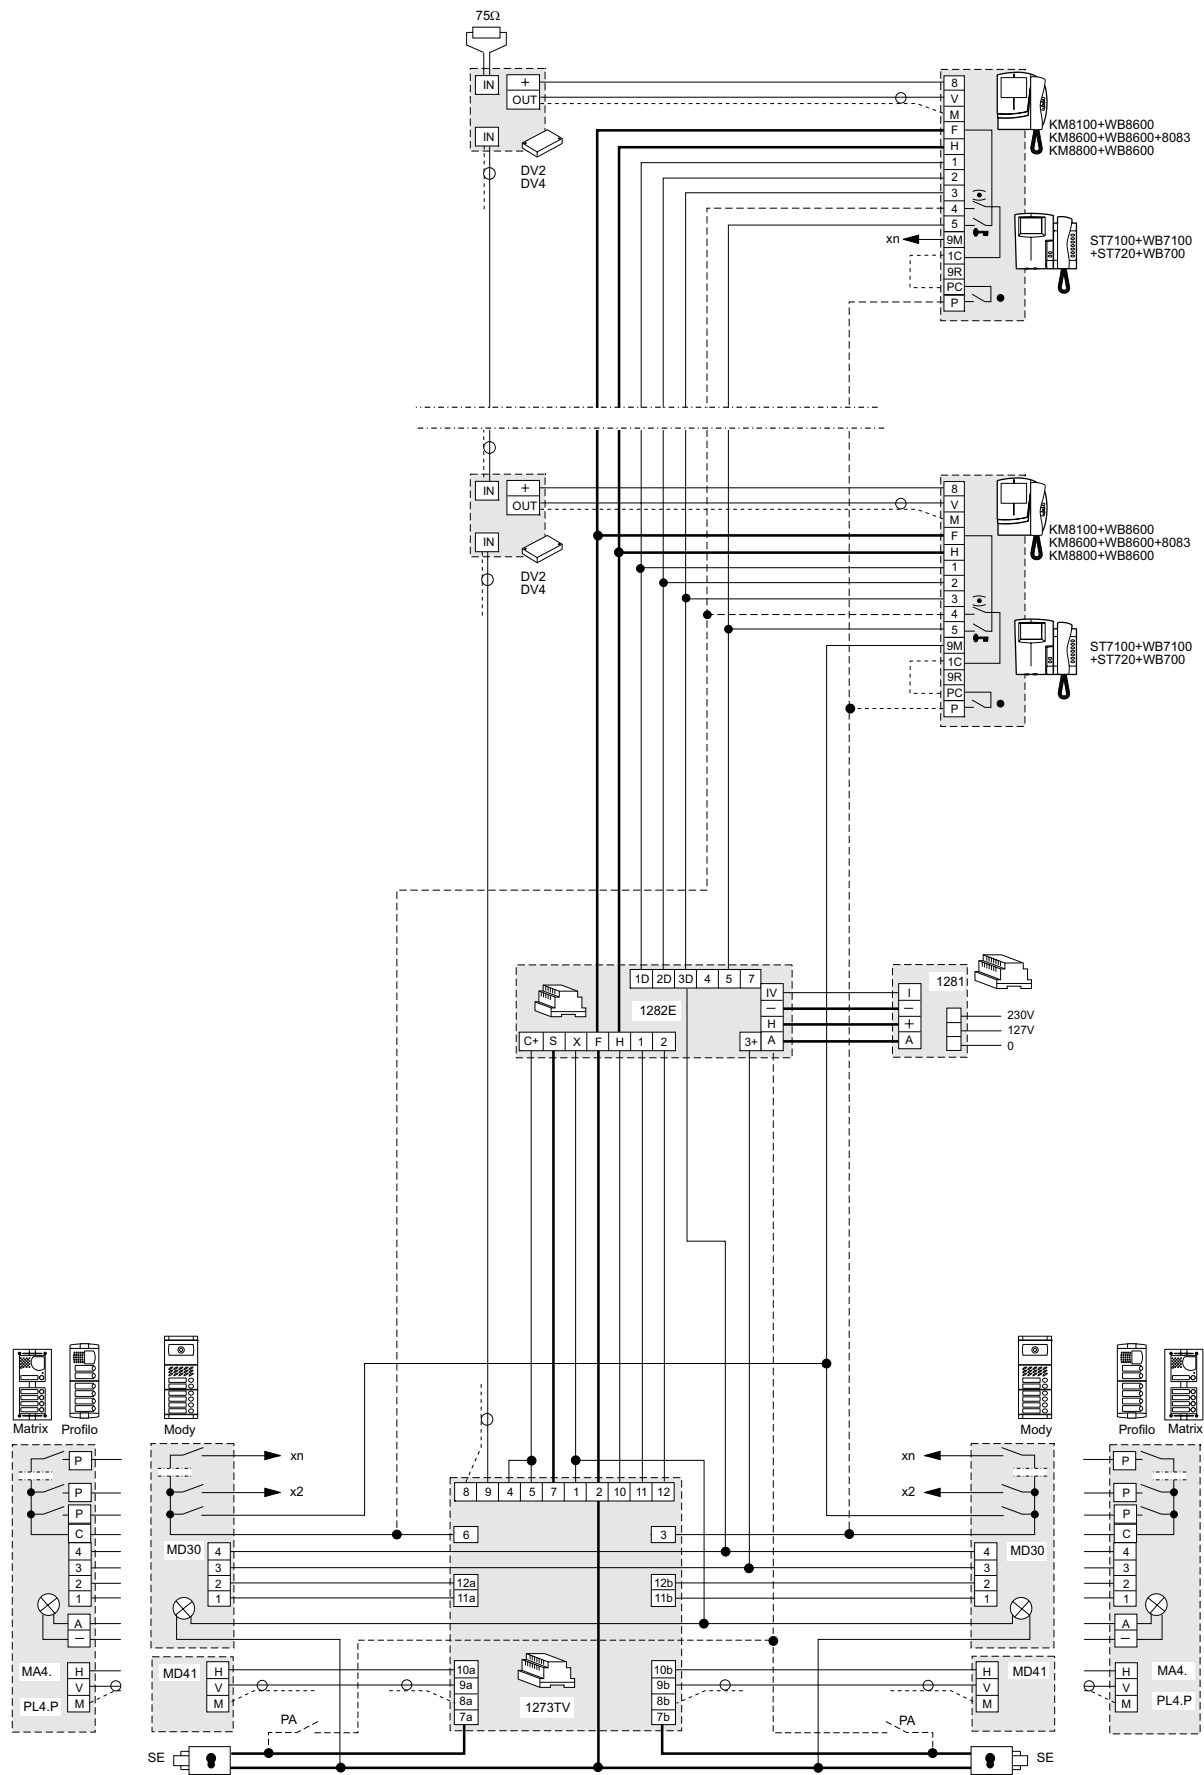 75Ω
IN
+
OUT
IN
DV2
DV4
8
V
M
F
H
1
2
3
4
5
9M
1C
9R
PC
P
xn
KM8100+WB8600
KM8600+WB8600+8083
KM8800+WB8600
ST7100+WB7100
+ST720+WB700
IN
+
OUT
IN
DV2
DV4
8
V
M
F
H
1
2
3
4
5
9M
1C
9R
PC
P
KM8100+WB8600
KM8600+WB8600+8083
KM8800+WB8600
ST7100+WB7100
+ST720+WB700
1D 2D 3D 4 5 7
1282E
IV
—
H
3+ A
C+ S X F H 1 2
1281
I
—
+
A
230V
127V
0
Matrix Profilo
Mody
Mody
Profilo Matrix
P
P
P
C
4
3
2
1
A
—
H
V
M
MA4.
PL4.P
xn
x2
MD30
4
3
2
1
MD41
H
V
M
8 9 4 5 7 1 2 10 11 12
6
3
12a
11a
12b
11b
10a
9a
8a
7a
10b
9b
8b
7b
1273TV
xn
x2
4
3
2
1
MD30
H
V
M
MD41
P
P
P
C
4
3
2
1
A
—
H
V
M
MA4.
PL4.P
PA
PA
SE
SE